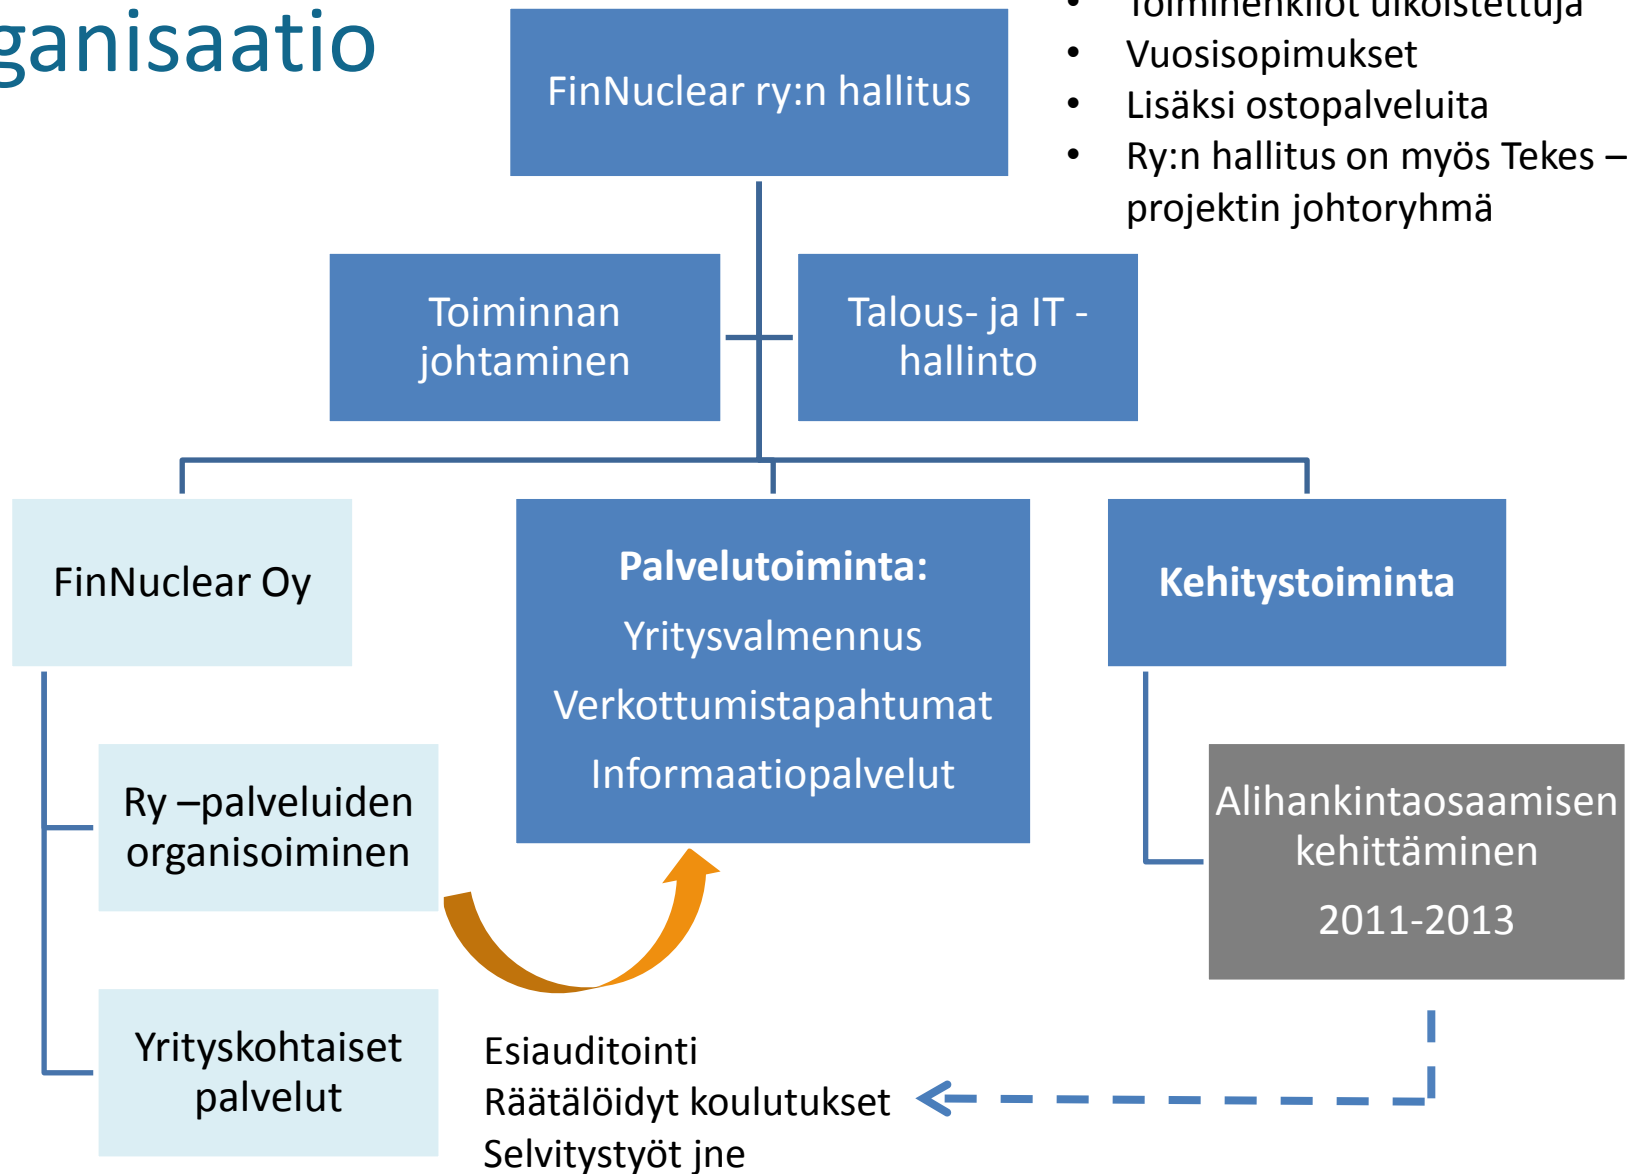 ganisaatio
FinNuclear ry:n hallitus
• Toimihenkilöt ulkoistettuja
• Vuosisopimukset
• Lisäksi ostopalveluita
• Ry:n hallitus on myös Tekes –
projektin johtoryhmä
Toiminnan
johtaminen
Talous- ja IT -
hallinto
FinNuclear Oy
Palvelutoiminta:
Yritysvalmennus
Verkottumistapahtumat
Informaatiopalvelut
Kehitystoiminta
Ry –palveluiden
organisoiminen
Alihankintaosaamisen
kehittäminen
2011-2013
Yrityskohtaiset
palvelut
Esiauditointi
Räätälöidyt koulutukset
Selvitystyöt jne